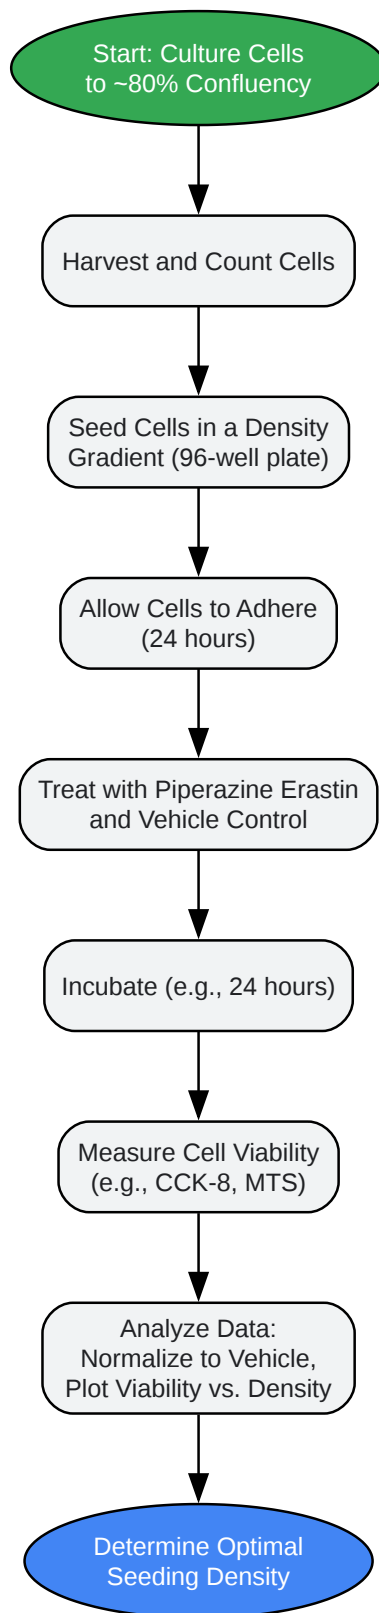 Start: Culture Cells
to ~80% Confluency
Harvest and Count Cells
Seed Cells in a Density
Gradient (96-well plate)
Allow Cells to Adhere
(24 hours)
Treat with Piperazine Erastin
and Vehicle Control
Incubate (e.g., 24 hours)
Measure Cell Viability
(e.g., CCK-8, MTS)
Analyze Data:
Normalize to Vehicle,
Plot Viability vs. Density
Determine Optimal
Seeding Density